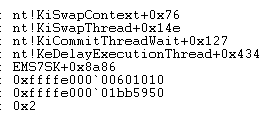 : nt!KiSwapContext+0x76
: nt!KiSwapThread+0x14e
: nt!KiCommitThreadWait+0x127
: nt!KeDelayExecutionThread+0x434
: EMS7SK+0x8a86
: 0xffffe000`00601010
: 0xffffe000`01bb5950
: 0x2